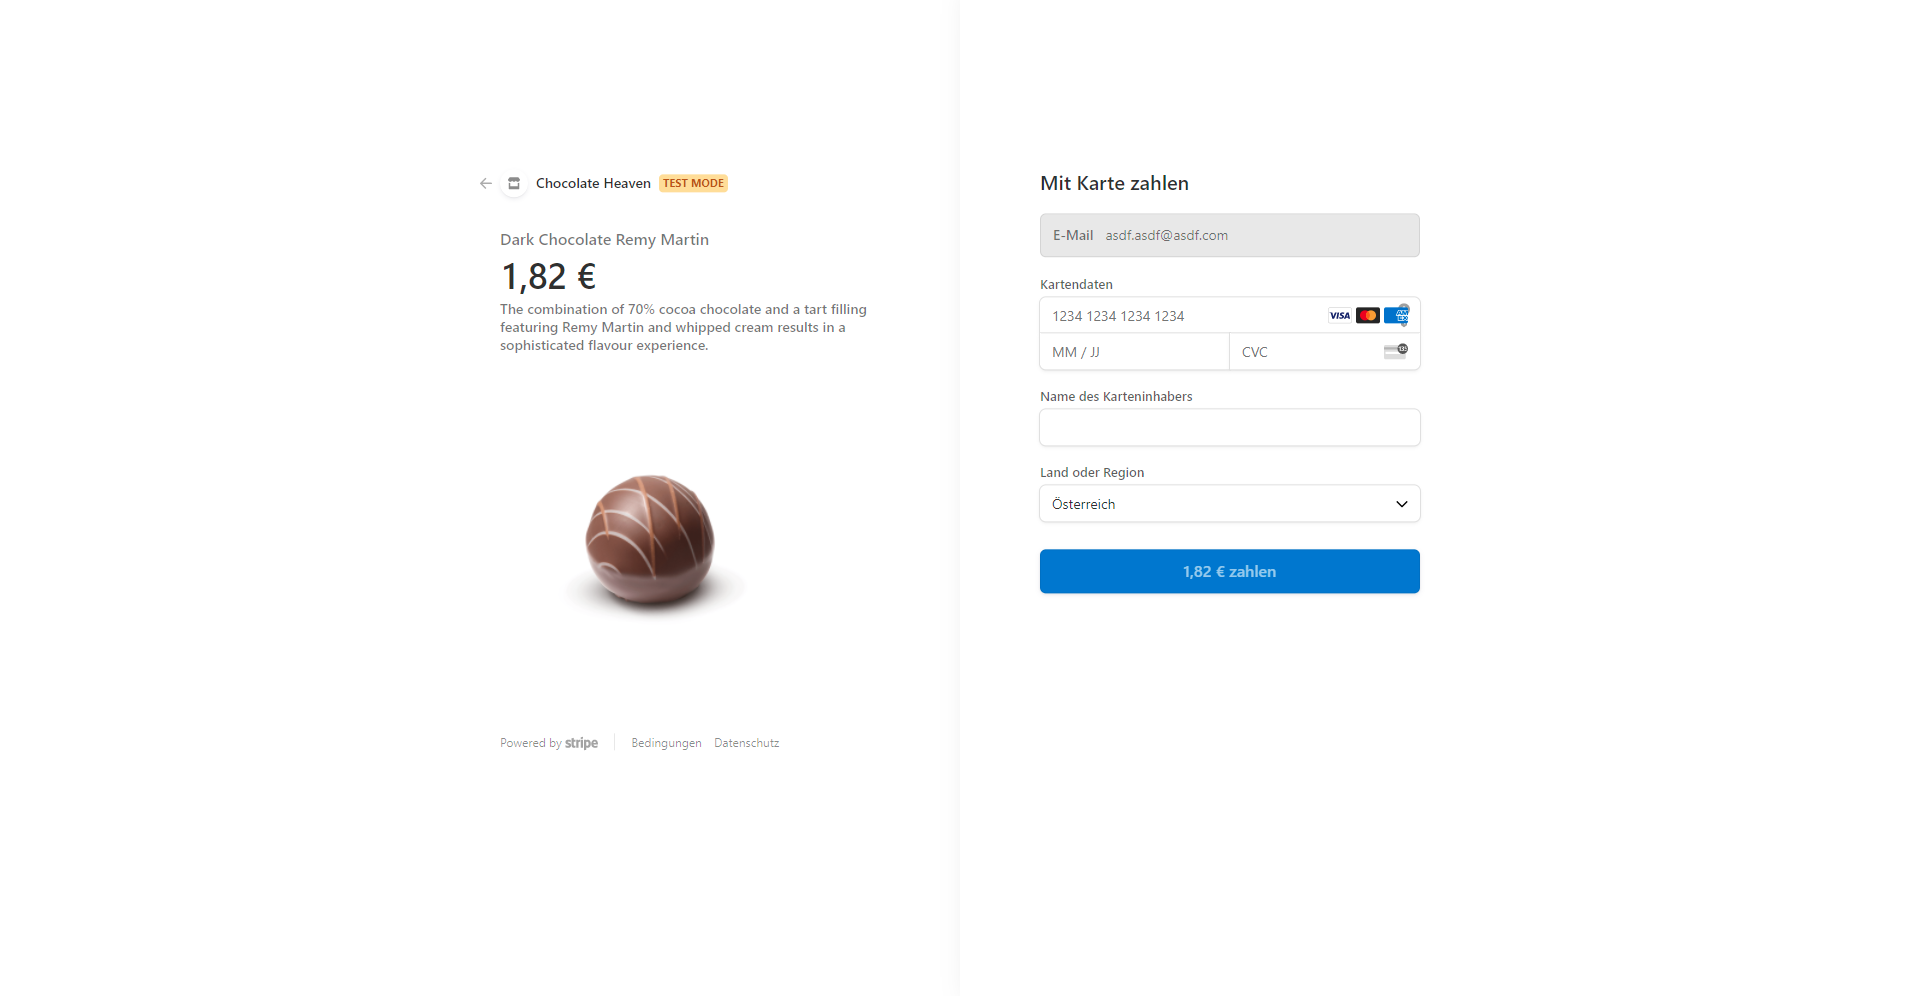 Chocolate Heaven TEST MODE
Dark Chocolate Remy Martin
1,82 €
The combination of 70% cocoa chocolate and a tart filling
featuring Remy Martin and whipped cream results in a
sophisticated flavour experience.
Powered by stripe Bedingungen Datenschutz
Mit Karte zahlen
E-Mail asdf.asdf@asdf.com
Kartendaten
1234 1234 1234 1234 VISA AMEX
MM / JJ CVC 135
Name des Karteninhabers
Land oder Region
Österreich
1,82 € zahlen